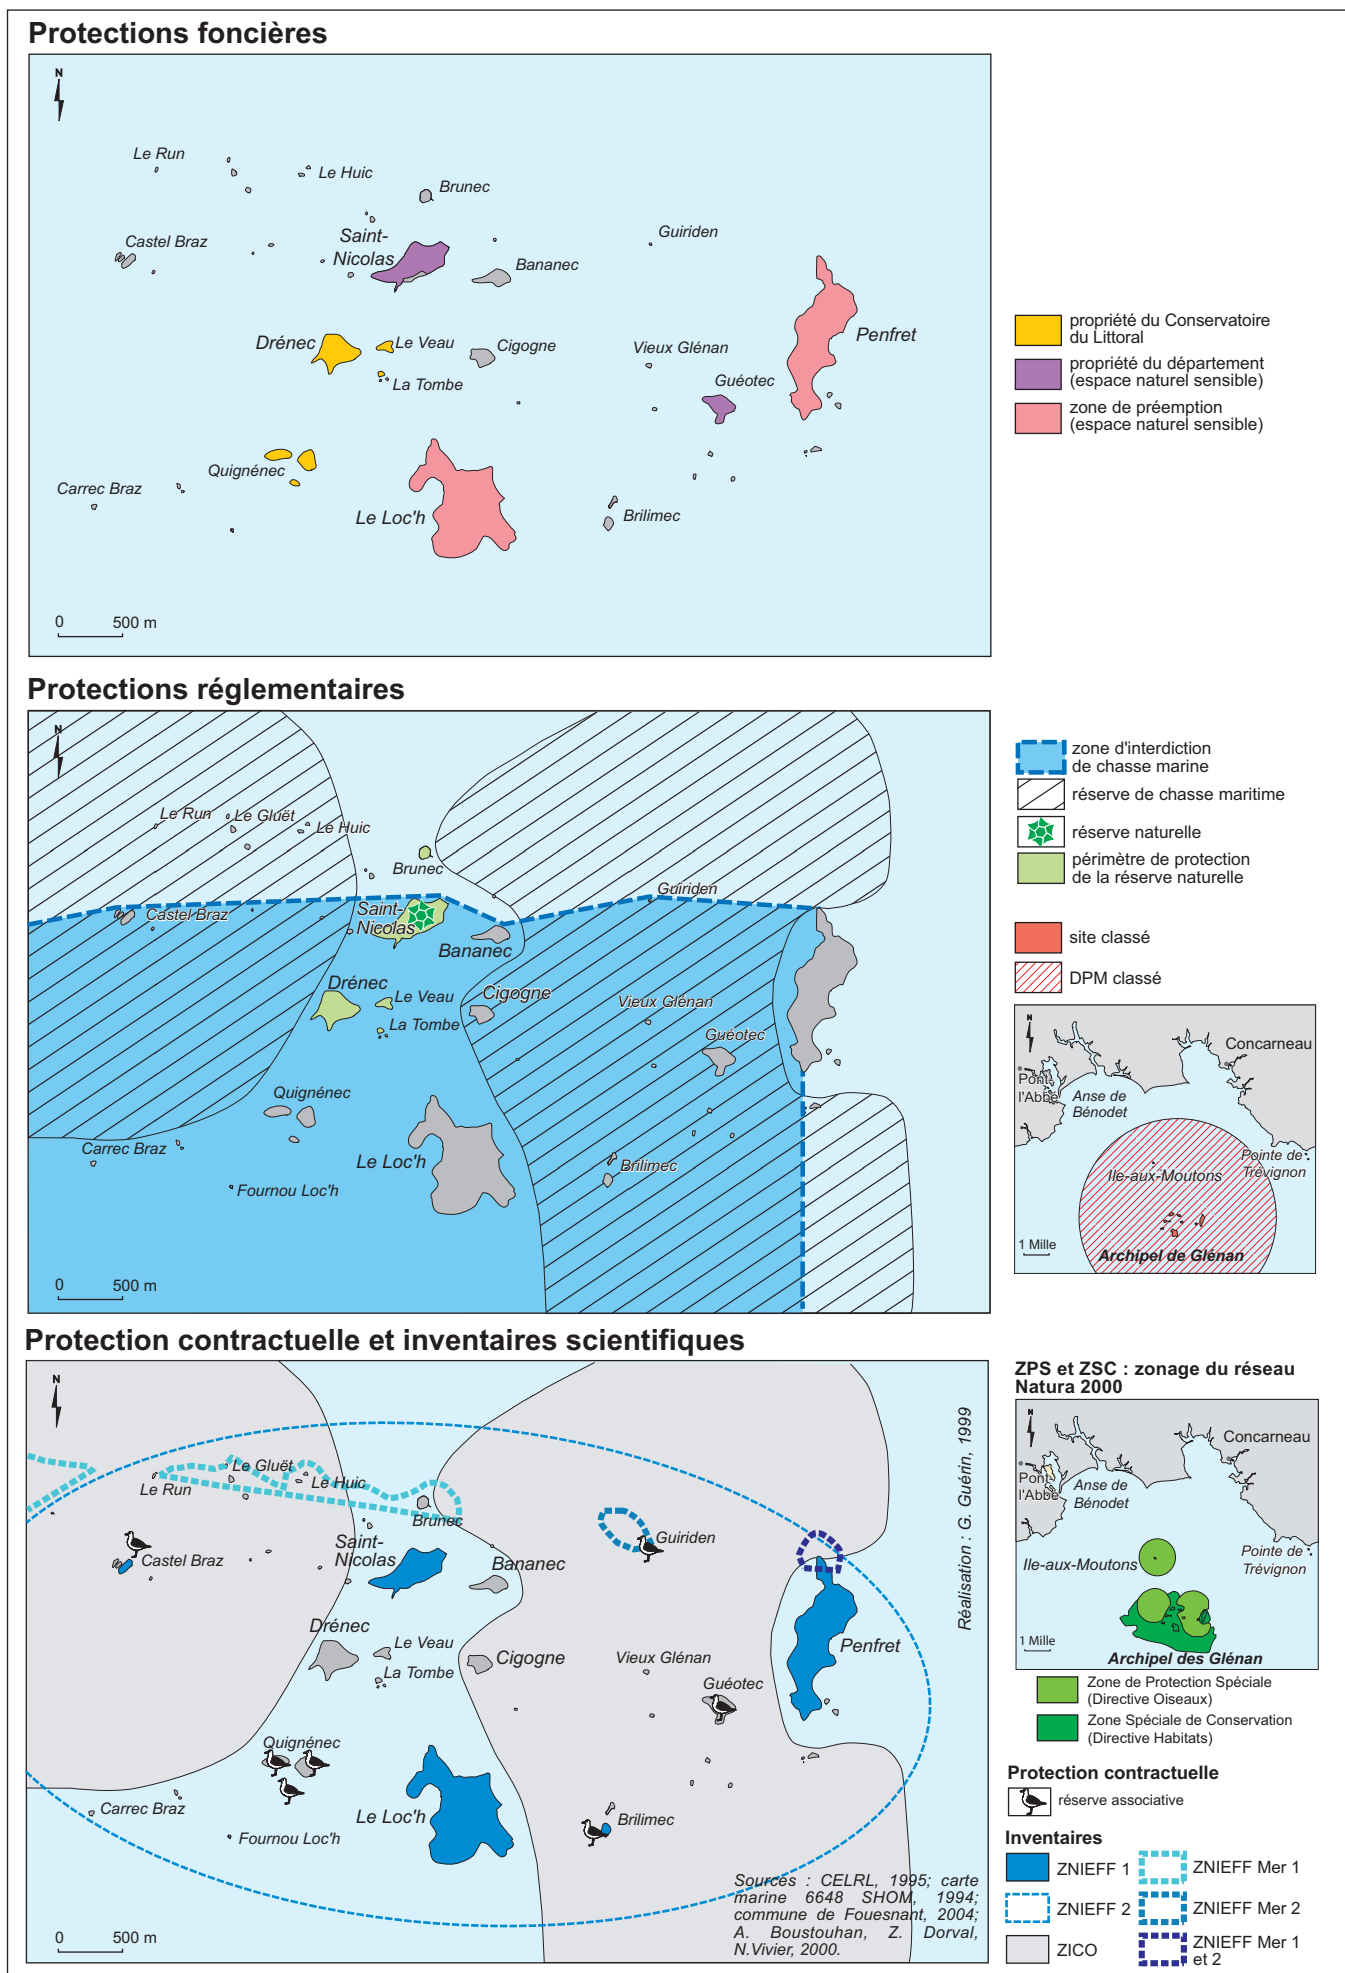 Protections foncières
N
Le Run
Le Huic
Brunec
Castel Braz
Saint-
Nicolas
Guiriden
Bananec
Drénec
Le Veau
Cigogne
Vieux Glénan
Penfret
La Tombe
Guéotec
Quignénec
Carrec Braz
Le Loc'h
Brilimec
0 500 m
propriété du Conservatoire
du Littoral
propriété du département
(espace naturel sensible)
zone de préemption
(espace naturel sensible)
Protections réglementaires
N
Le Run
Le Gluët
Le Huic
Brunec
Guiriden
Castel Braz
Saint-
Nicolas
Bananec
Drénec
Le Veau
Cigogne
Vieux Glénan
La Tombe
Guéotec
Quignénec
Carrec Braz
Le Loc'h
Brilimec
Fournou Loc'h
0 500 m
zone d'interdiction
de chasse marine
réserve de chasse maritime
réserve naturelle
périmètre de protection
de la réserve naturelle
site classé
DPM classé
N
Concarneau
Pont-
l'Abbé
Anse de
Bénodet
Pointe de
Trévignon
Ile-aux-Moutons
1 Mille
Archipel de Glénan
Protection contractuelle et inventaires scientifiques
N
Le Gluët
Le Run
Le Huic
Brunec
Guiriden
Saint-
Nicolas
Castel Braz
Bananec
Drénec
Le Veau
Cigogne
Vieux Glénan
Penfret
La Tombe
Guéotec
Quignénec
Carrec Braz
Le Loc'h
Brilimec
Fournou Loc'h
0 500 m
Réalisation : G. Guérin, 1999
Sources : CELRL, 1995; carte
marine 6648 SHOM, 1994;
commune de Fouesnant, 2004;
A. Boustouhan, Z. Dorval,
N.Vivier, 2000.
ZPS et ZSC : zonage du réseau
Natura 2000
N
Concarneau
Pont-
l'Abbé
Anse de
Bénodet
Ile-aux-Moutons
Pointe de
Trévignon
1 Mille
Archipel des Glénan
Zone de Protection Spéciale
(Directive Oiseaux)
Zone Spéciale de Conservation
(Directive Habitats)
Protection contractuelle
réserve associative
Inventaires
ZNIEFF 1
ZNIEFF Mer 1
ZNIEFF 2
ZNIEFF Mer 2
ZICO
ZNIEFF Mer 1
et 2